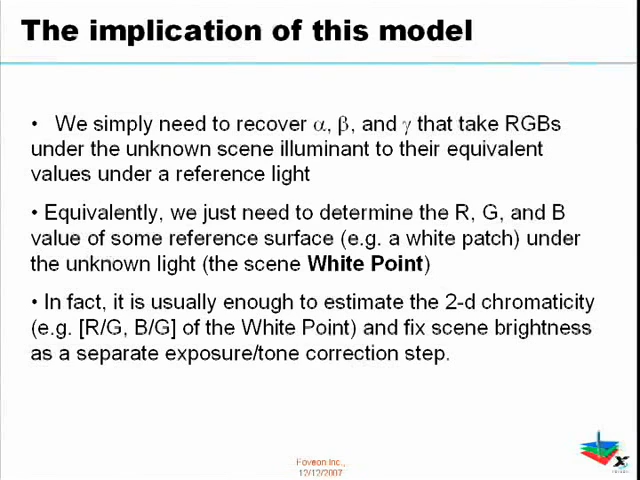 The implication of this model
• We simply need to recover α, β, and γ that take RGBs
under the unknown scene illuminant to their equivalent
values under a reference light
• Equivalently, we just need to determine the R, G, and B
value of some reference surface (e.g. a white patch) under
the unknown light (the scene White Point)
• In fact, it is usually enough to estimate the 2-d chromaticity
(e.g. [R/G, B/G] of the White Point) and fix scene brightness
as a separate exposure/tone correction step.
Foveon Inc.,
12/12/2007